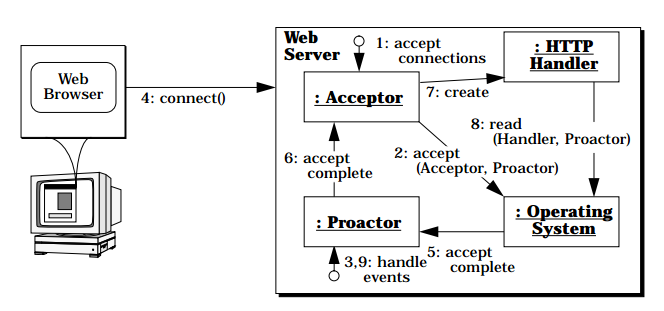 Web
Server
1: accept
connections
: HTTP
Handler
Web
Browser
4: connect()
: Acceptor
7: create
8: read
(Handler, Proactor)
6: accept
complete
2: accept
(Acceptor, Proactor)
: Proactor
: Operating
System
5: accept
complete
3,9: handle
events